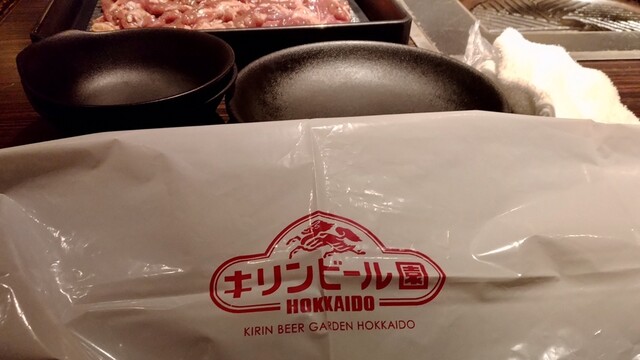 キリンビール園
HOKKAIDO
KIRIN BEER GARDEN HOKKAIDO